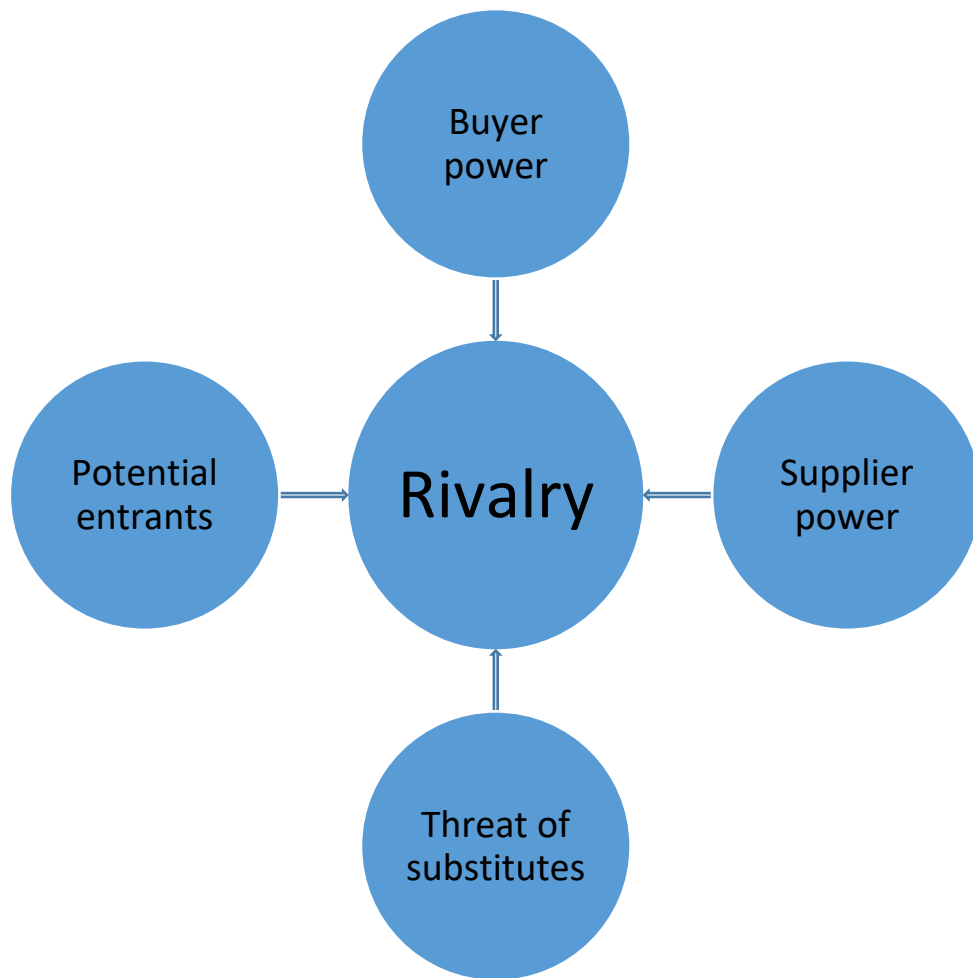 Buyer
power
Potential
entrants
Rivalry
Supplier
power
Threat of
substitutes